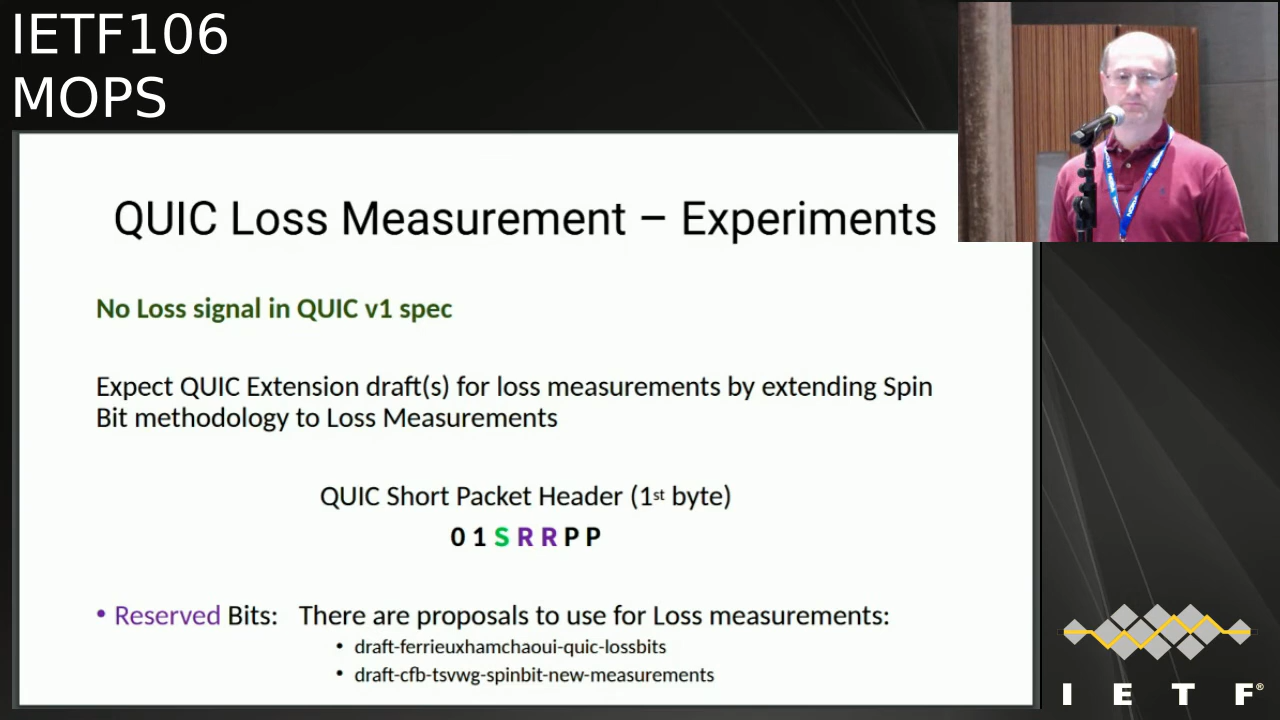 IETF106
MOPS
QUIC Loss Measurement – Experiments
No Loss signal in QUIC v1 spec
Expect QUIC Extension draft(s) for loss measurements by extending Spin
Bit methodology to Loss Measurements
QUIC Short Packet Header (1st byte)
0 1 S R R P P
• Reserved Bits: There are proposals to use for Loss measurements:
• draft-ferrieuxhamchaoui-quic-lossbits
• draft-cfb-tsvwg-spinbit-new-measurements
I E T F®